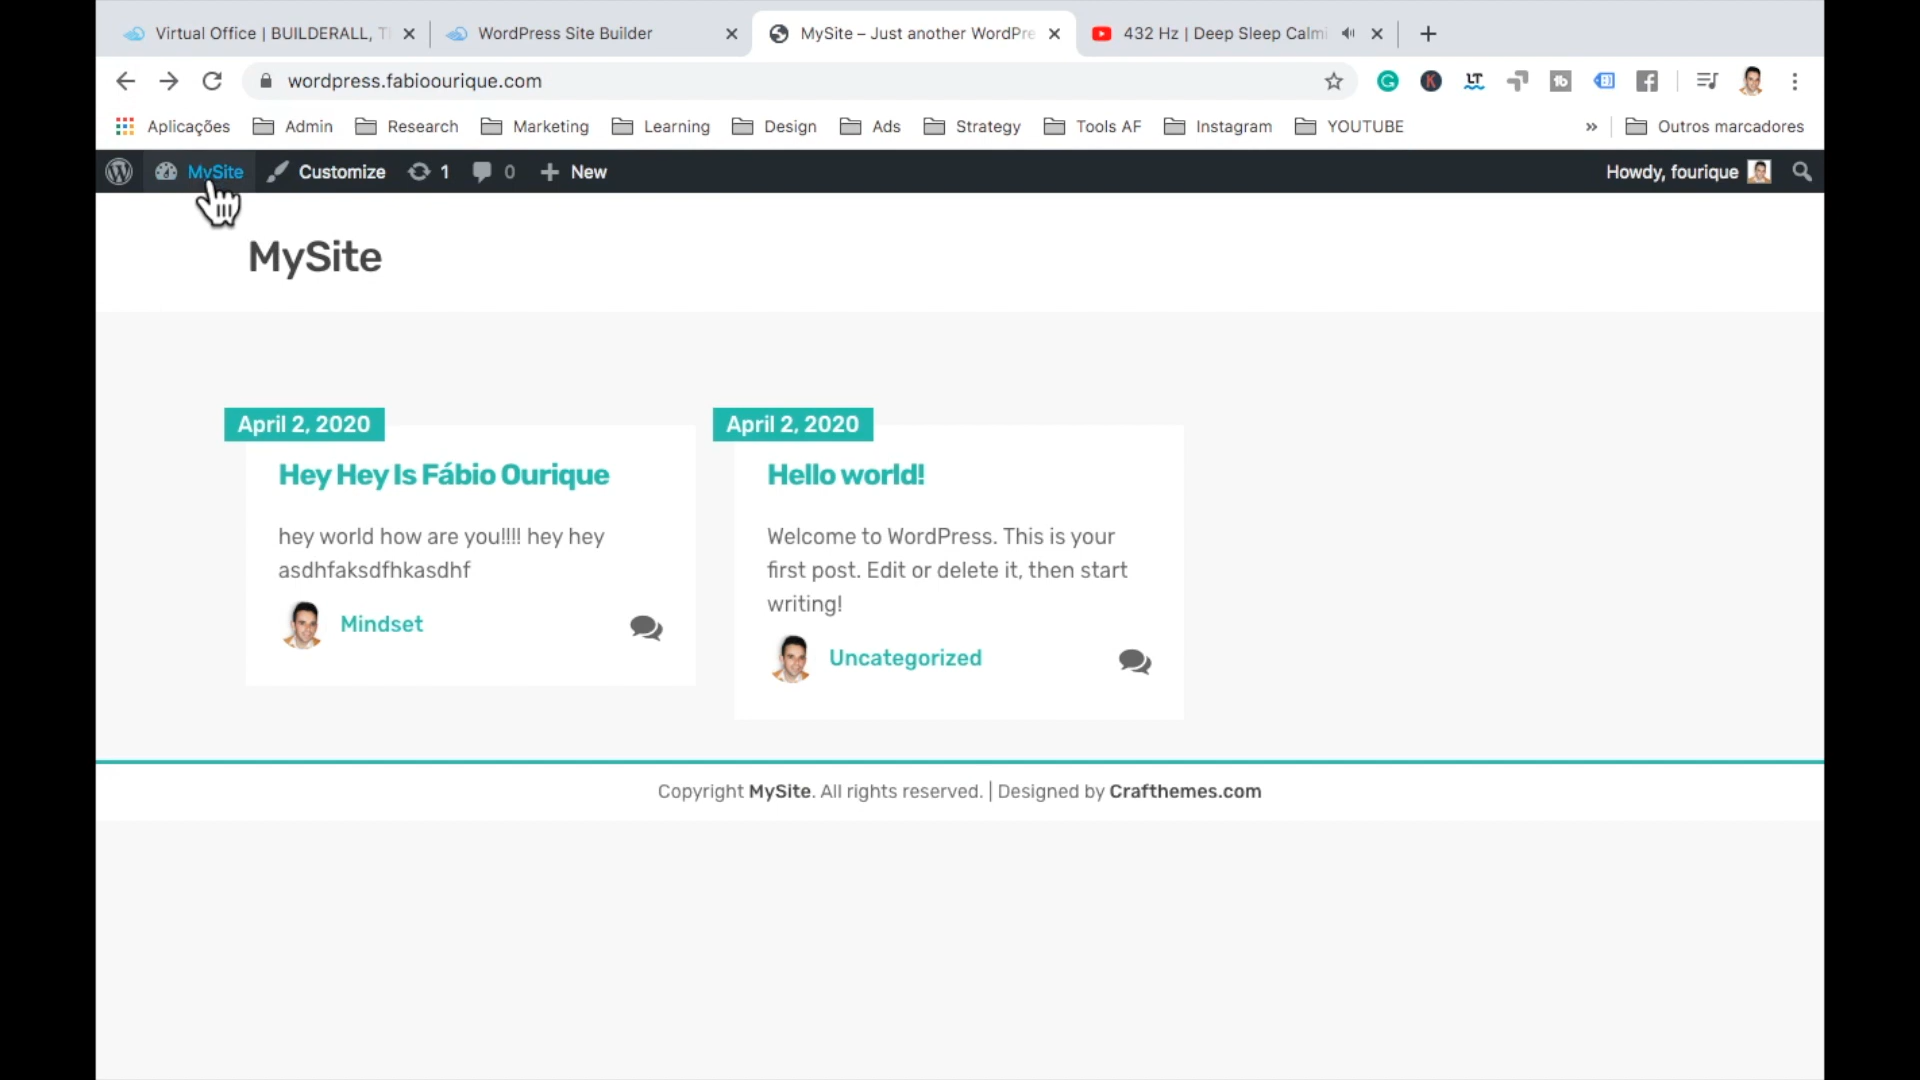 Virtual Office | BUILDERALL, T
WordPress Site Builder
MySite – Just another WordPre
432 Hz | Deep Sleep Calmi
wordpress.fabioourique.com
Aplicações
Admin
Research
Marketing
Learning
Design
Ads
Strategy
Tools AF
Instagram
YOUTUBE
»
Outros marcadores
MySite
Customize
1
0
New
Howdy, fourique
MySite
April 2, 2020
Hey Hey Is Fábio Ourique
hey world how are you!!!! hey hey
asdhfaksdfhkasdhf
Mindset
April 2, 2020
Hello world!
Welcome to WordPress. This is your
first post. Edit or delete it, then start
writing!
Uncategorized
Copyright MySite. All rights reserved. | Designed by Crafthemes.com